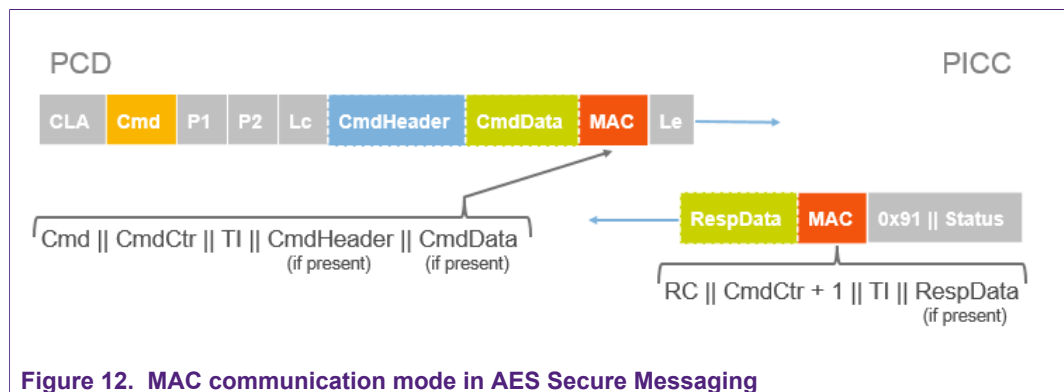 PCD
PICC
CLA Cmd P1 P2 Lc CmdHeader CmdData MAC Le
RespData MAC 0x91 || Status
Cmd || CmdCtr || TI || CmdHeader || CmdData
(if present) (if present)
RC || CmdCtr + 1 || TI || RespData
(if present)
Figure 12. MAC communication mode in AES Secure Messaging